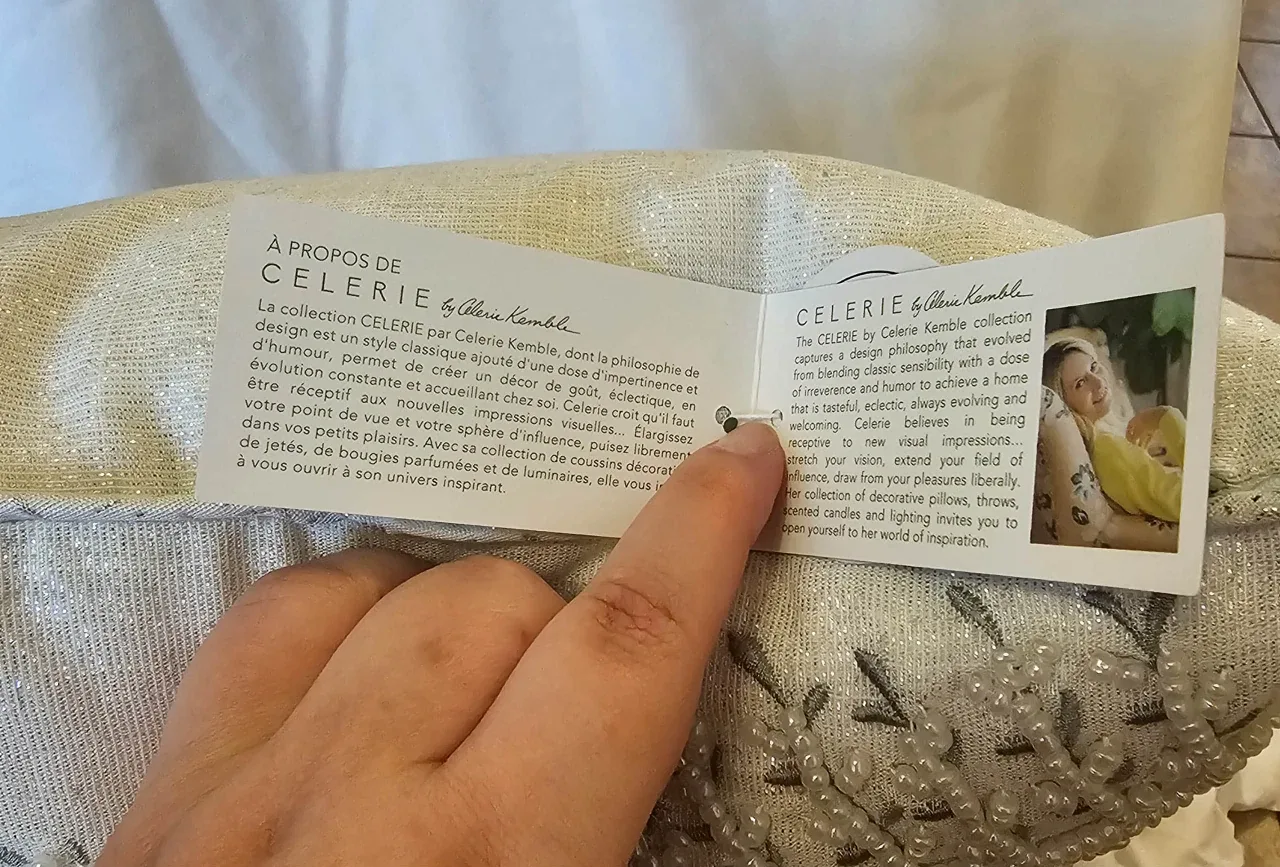 À PROPOS DE
CELERIE by Celerie Kemble
La collection CELERIE par Celerie Kemble, dont la philosophie de
design est un style classique ajouté d'une dose d'impertinence et
d'humour, permet de créer un décor de goût, éclectique, en
évolution constante et accueillant chez soi. Celerie croit qu'il faut
être réceptif aux nouvelles impressions visuelles... Élargissez
votre point de vue et votre sphère d'influence, puisez librement
dans vos petits plaisirs. Avec sa collection de coussins décorati
de jetés, de bougies parfumées et de luminaires, elle vous i
à vous ouvrir à son univers inspirant.
CELERIE by Celerie Kemble
The CELERIE by Celerie Kemble collection
captures a design philosophy that evolved
from blending classic sensibility with a dose
of irreverence and humor to achieve a home
that is tasteful, eclectic, always evolving and
welcoming. Celerie believes in being
receptive to new visual impressions...
stretch your vision, extend your field of
influence, draw from your pleasures liberally.
Her collection of decorative pillows, throws,
scented candles and lighting invites you to
open yourself to her world of inspiration.